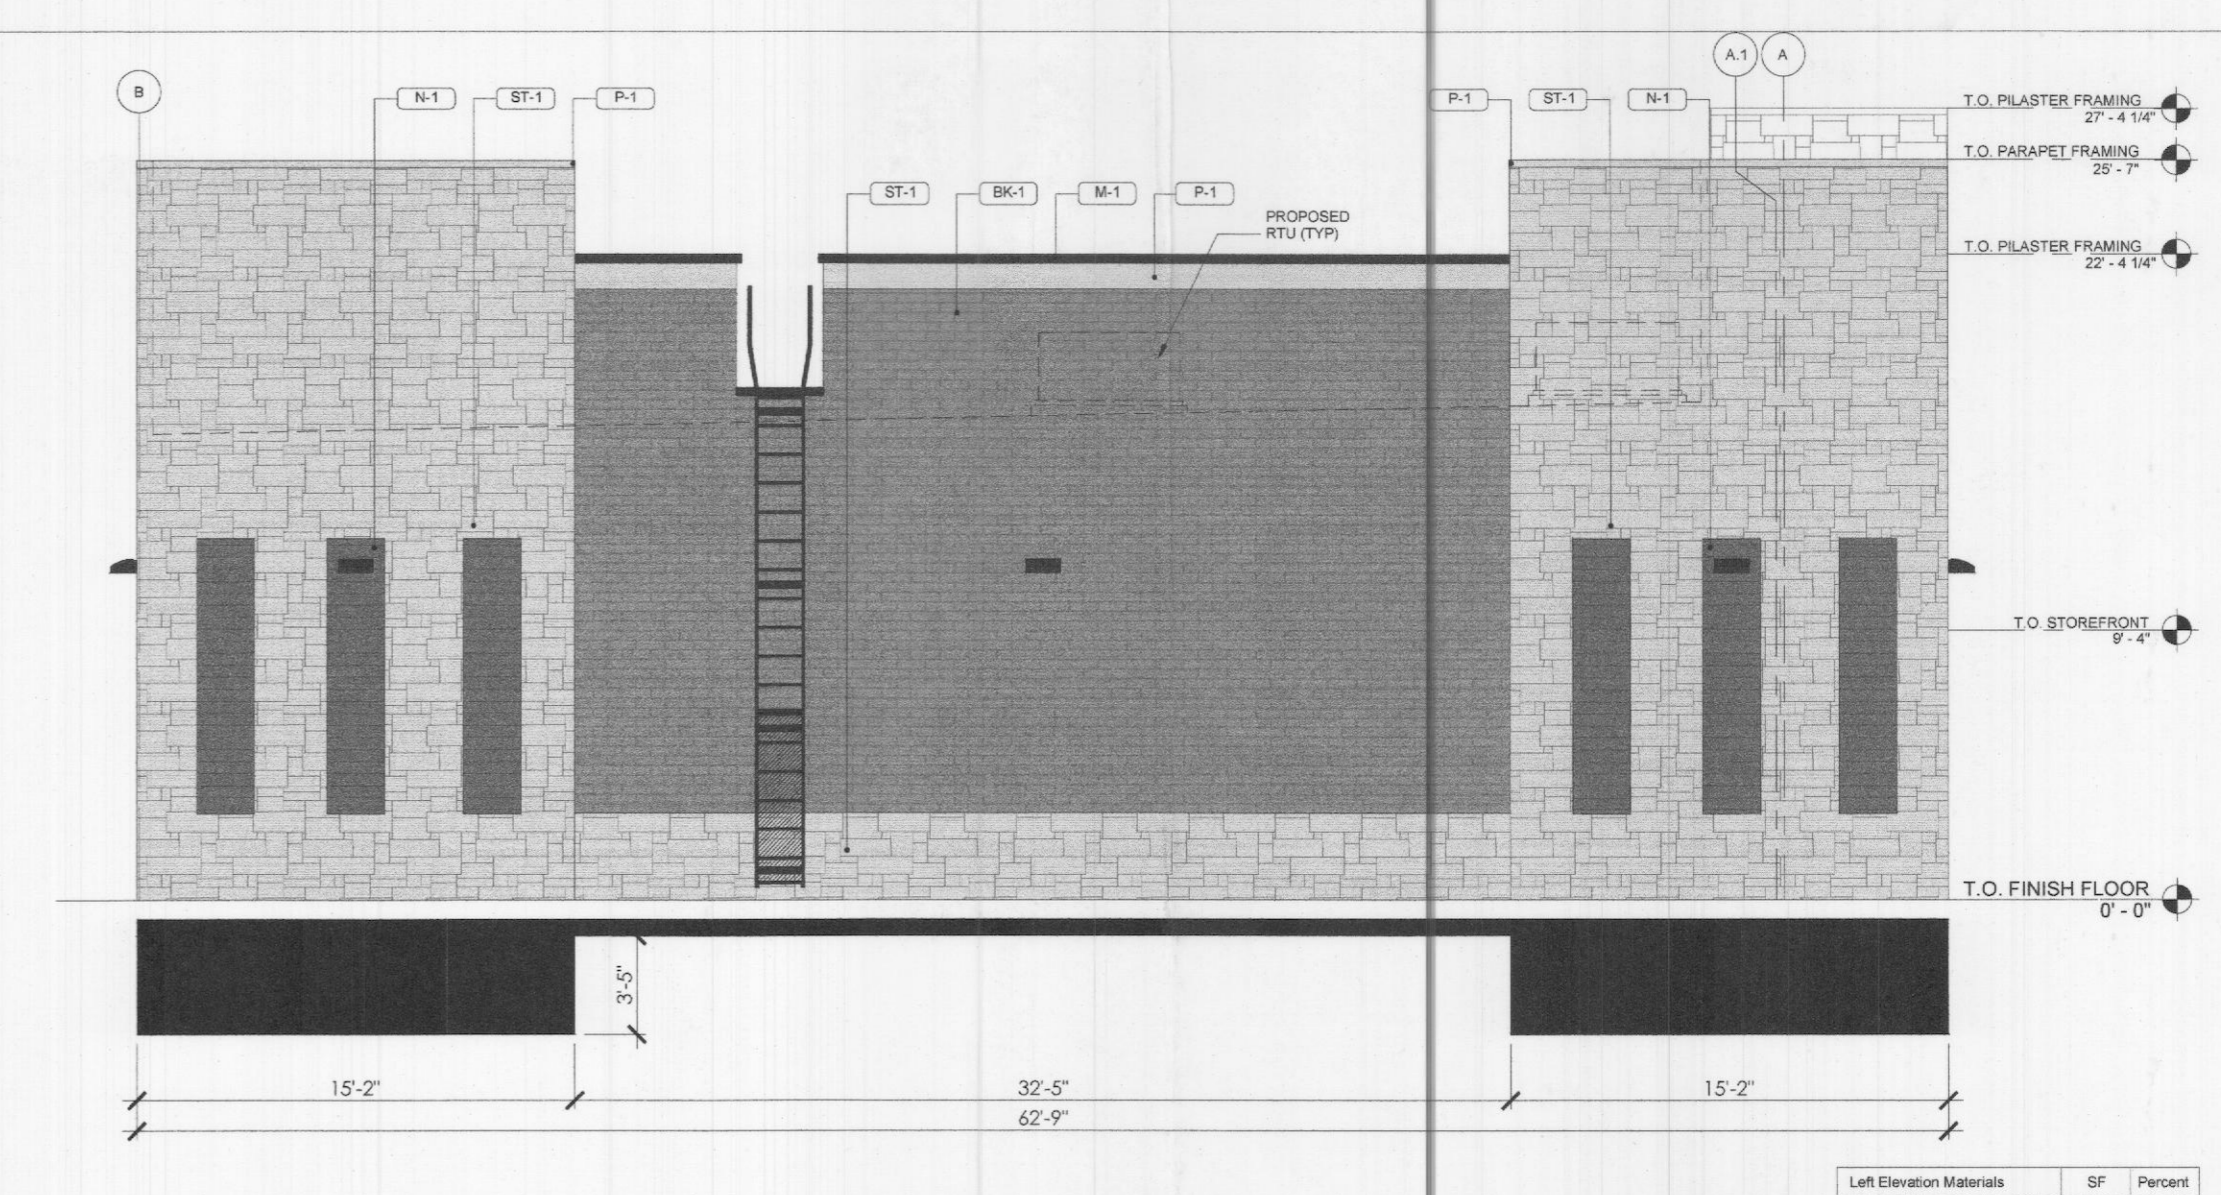 A.1
A
B
N-1
ST-1
P-1
P-1
ST-1
N-1
T.O. PILASTER FRAMING
27' - 4 1/4"
T.O. PARAPET FRAMING
25' - 7"
ST-1
BK-1
M-1
P-1
PROPOSED
RTU (TYP)
T.O. PILASTER FRAMING
22' - 4 1/4"
T.O. STOREFRONT
9' - 4"
T.O. FINISH FLOOR
0' - 0"
3'-5"
15'-2"
32'-5"
15'-2"
62'-9"
Left Elevation Materials SF Percent